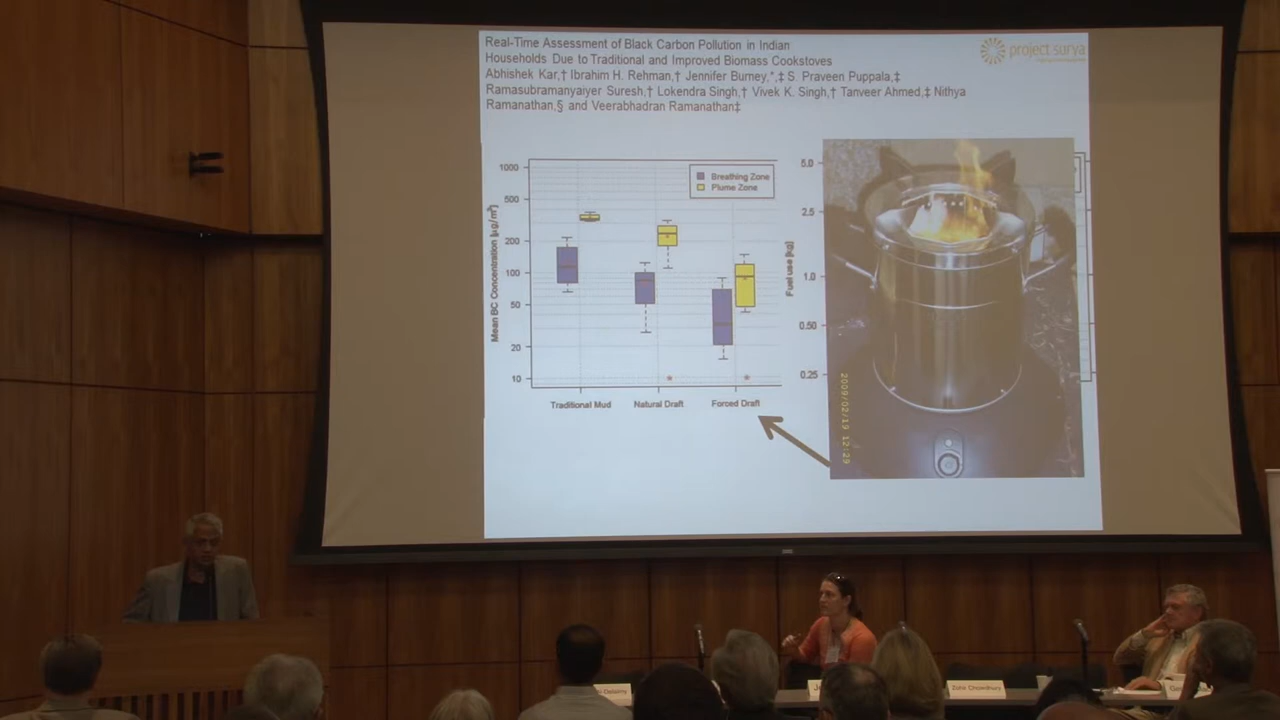 Real-Time Assessment of Black Carbon Pollution in Indian
Households Due to Traditional and Improved Biomass Cookstoves
Abhishek Kar,† Ibrahim H. Rehman,† Jennifer Burney,*,‡ S. Praveen Puppala,‡
Ramasubramanyaiyer Suresh,† Lokendra Singh,† Vivek K. Singh,† Tanveer Ahmed,‡ Nithya
Ramanathan,§ and Veerabhadran Ramanathan‡
project surya
Mean BC Concentration [µg/m³]
1000
500
200
100
50
20
10
Breathing Zone
Plume Zone
Traditional Mud Natural Draft Forced Draft
Fuel use [kg]
5.0
2.5
1.0
0.50
0.25
2009/02/19 12:29
Zohir Chowdhury